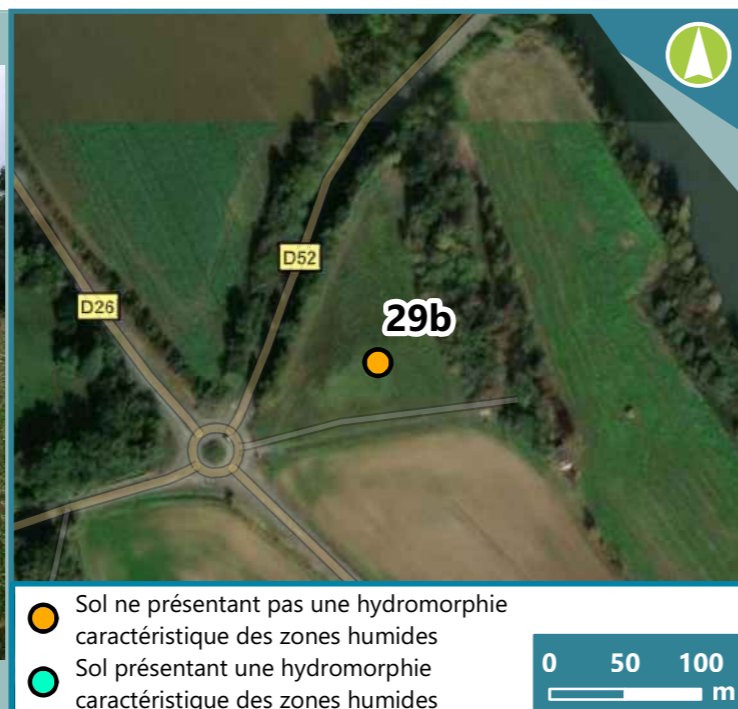 D52
D26
29b
Sol ne présentant pas une hydromorphie
caractéristique des zones humides
Sol présentant une hydromorphie
caractéristique des zones humides
0 50 100
m